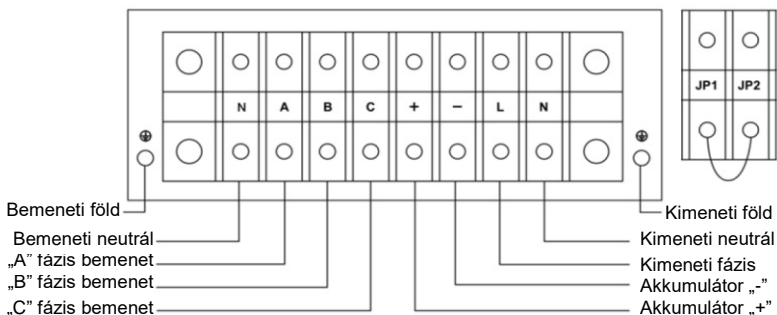 JP1 JP2
N A B C + − L N
Bemeneti föld
Kimeneti föld
Bemeneti neutrál
Kimeneti neutrál
„A” fázis bemenet
Kimeneti fázis
„B” fázis bemenet
Akkumulátor „-”
„C” fázis bemenet
Akkumulátor „+”